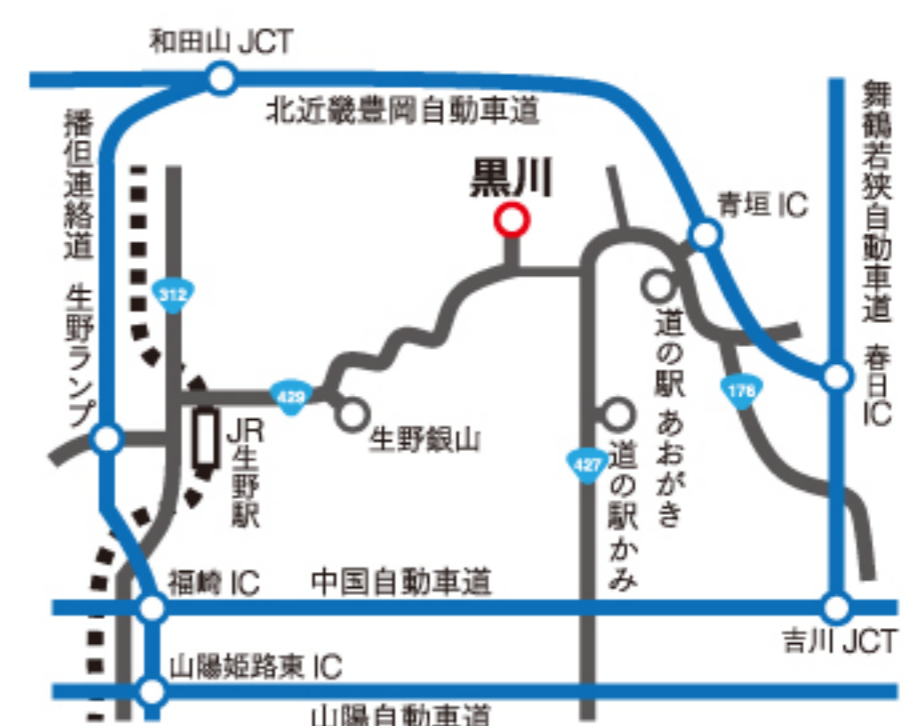 和田山 JCT
北近畿豊岡自動車道
播但連絡道 生野ランプ
舞鶴若狭自動車道 春日IC
黒川
青垣 IC
312
道の駅 あおがき
429
176
生野銀山
JR生野駅
427
道の駅かみ
福崎 IC
中国自動車道
吉川 JCT
山陽姫路東 IC
山陽自動車道